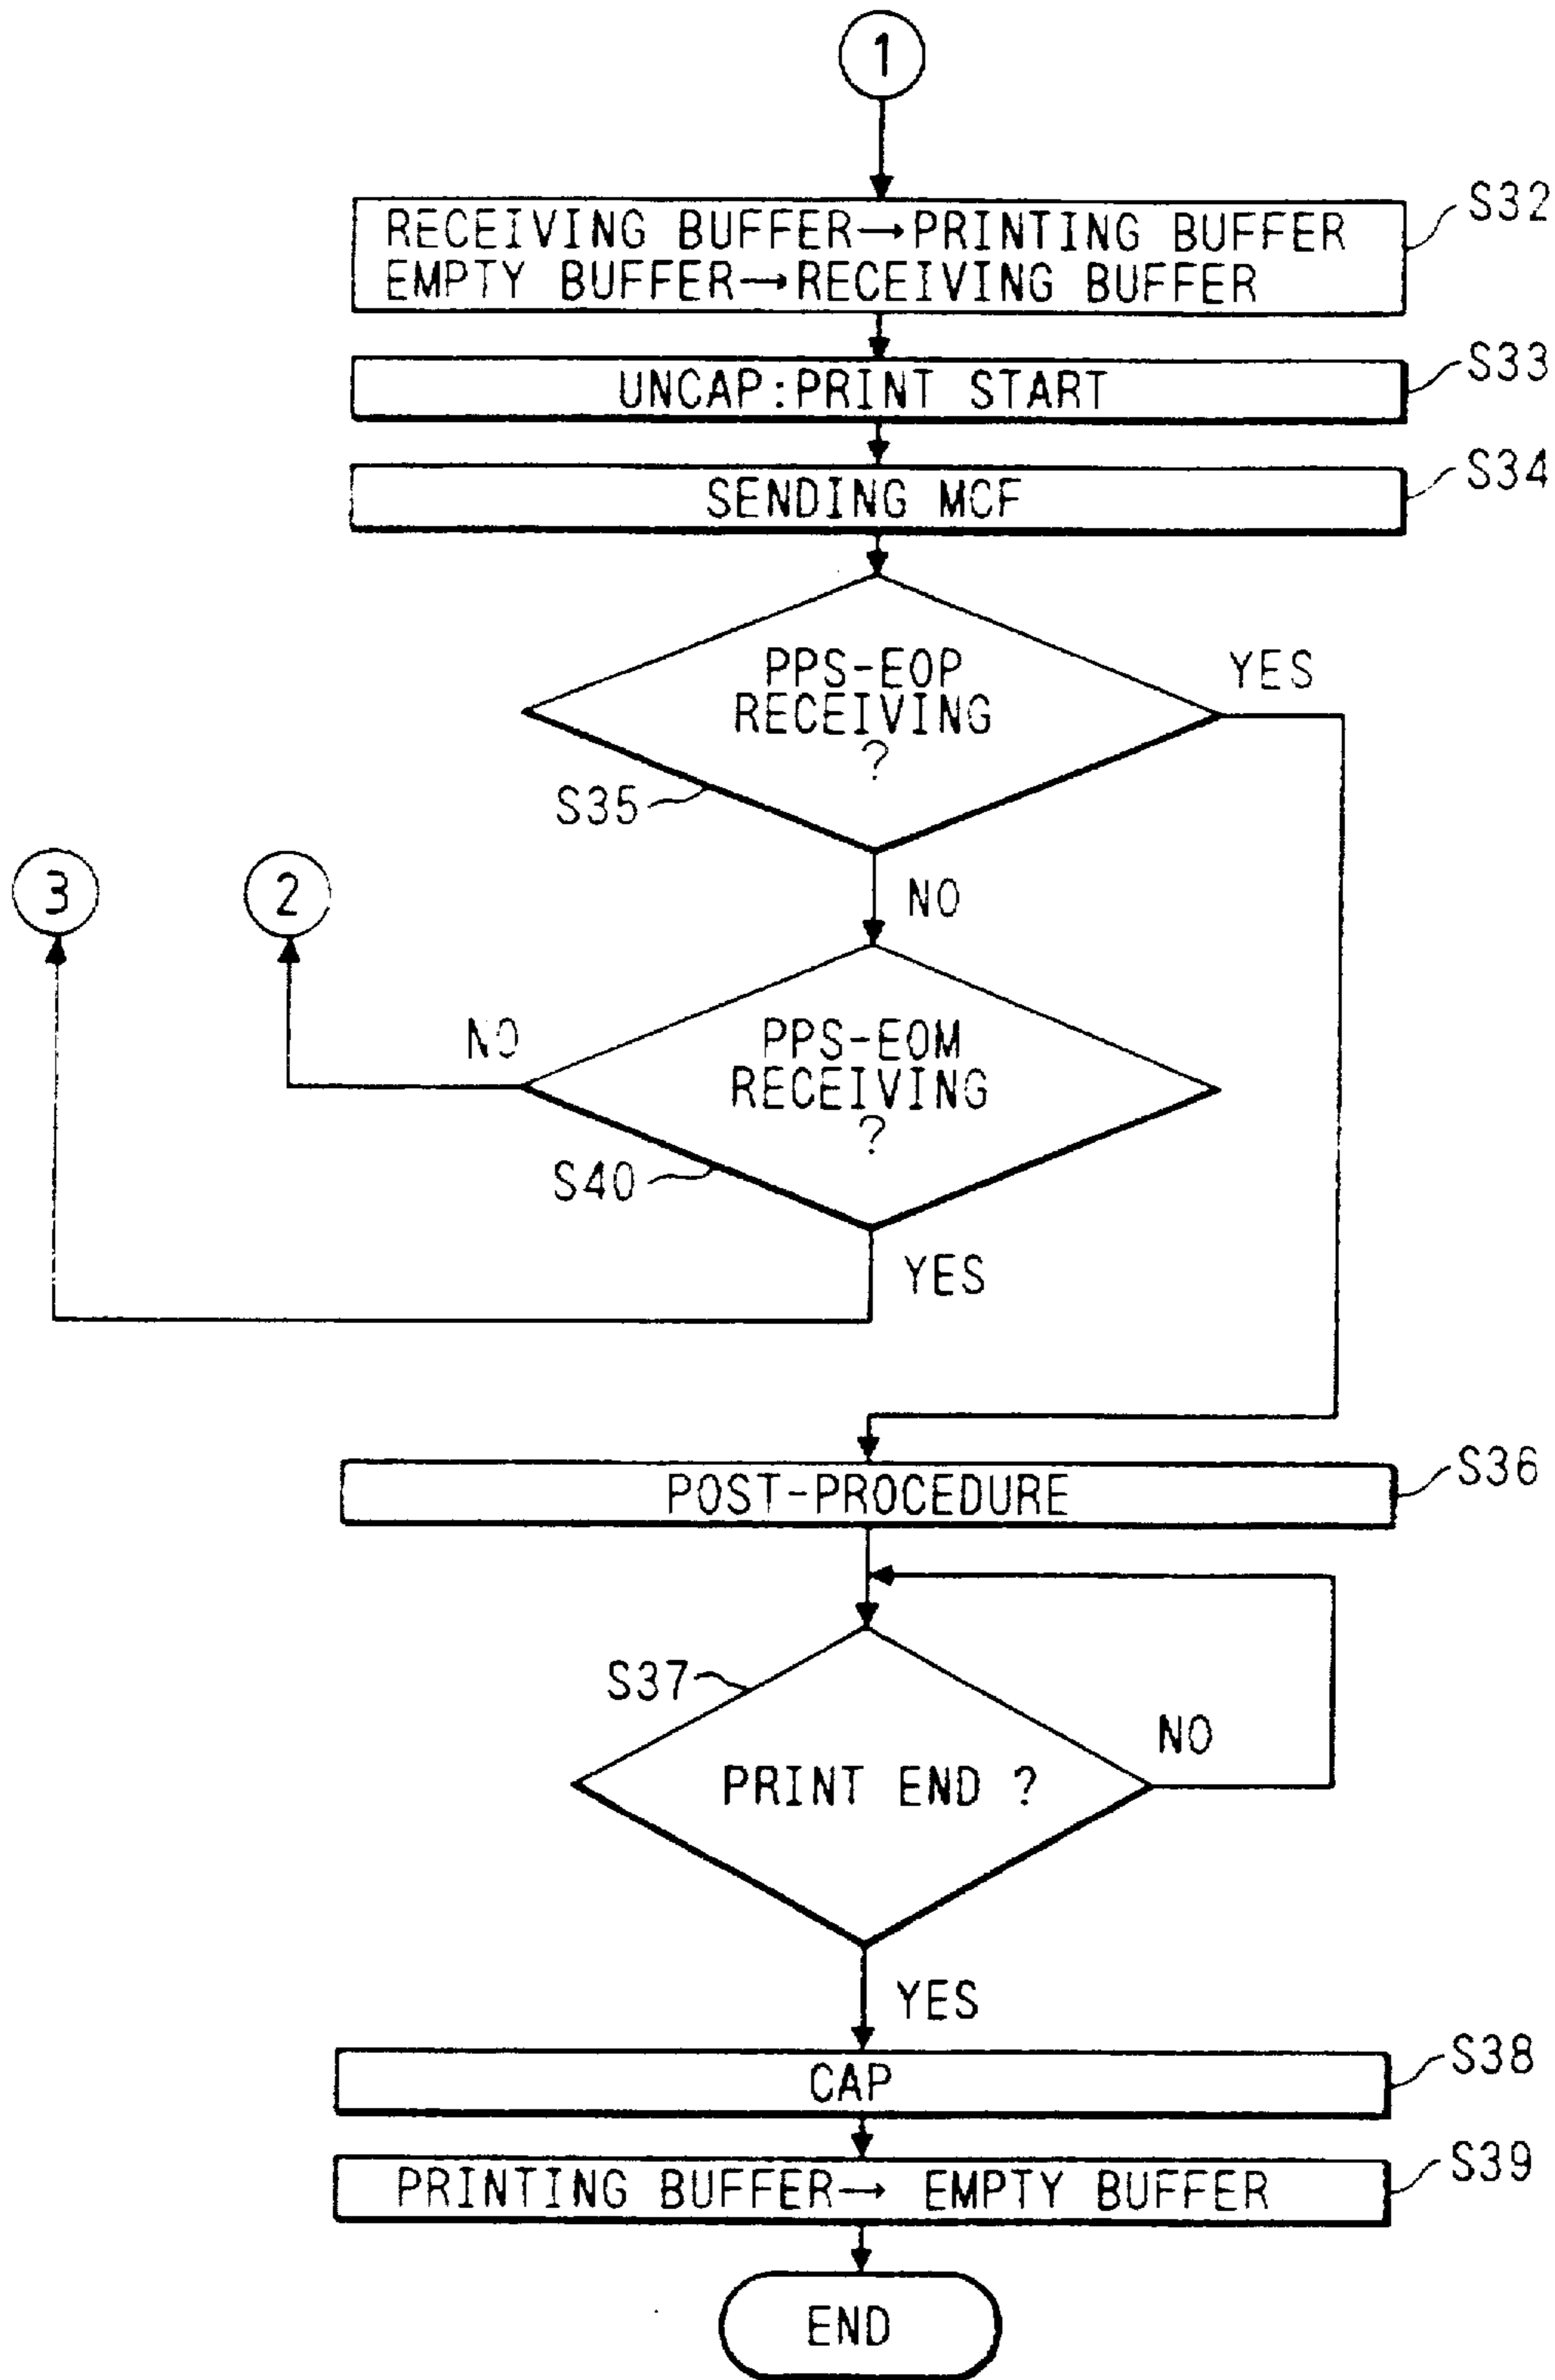 1
RECEIVING BUFFER→PRINTING BUFFER
EMPTY BUFFER→RECEIVING BUFFER
S32
UNCAP:PRINT START
S33
SENDING MCF
S34
PPS-EOP
RECEIVING
?
YES
S35
NO
3
2
PPS-EOM
RECEIVING
?
NO
S40
YES
POST-PROCEDURE
S36
S37
PRINT END ?
NO
YES
CAP
S38
PRINTING BUFFER→ EMPTY BUFFER
S39
END